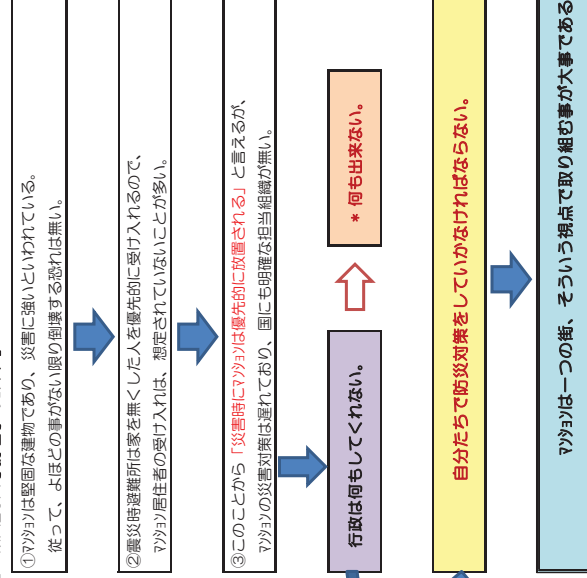 ①ﾏﾝｼｮﾝは堅固な建物であり、災害に強いといわれている。
従って、よほどの事がない限り倒壊する恐れは無い。
②震災時避難所は家を無くした人を優先的に受け入れるので、
ﾏﾝｼｮﾝ居住者の受け入れは、想定されていないことが多い。
③このことから「災害時にﾏﾝｼｮﾝは優先的に放置される」と言えるが、
ﾏﾝｼｮﾝの災害対策は遅れており、国にも明確な担当組織が無い。
行政は何もしてくれない。
* 何も出来ない。
自分たちで防災対策をしていかなければならない。
ﾏﾝｼｮﾝは一つの街、そういう視点で取り組む事が大事である